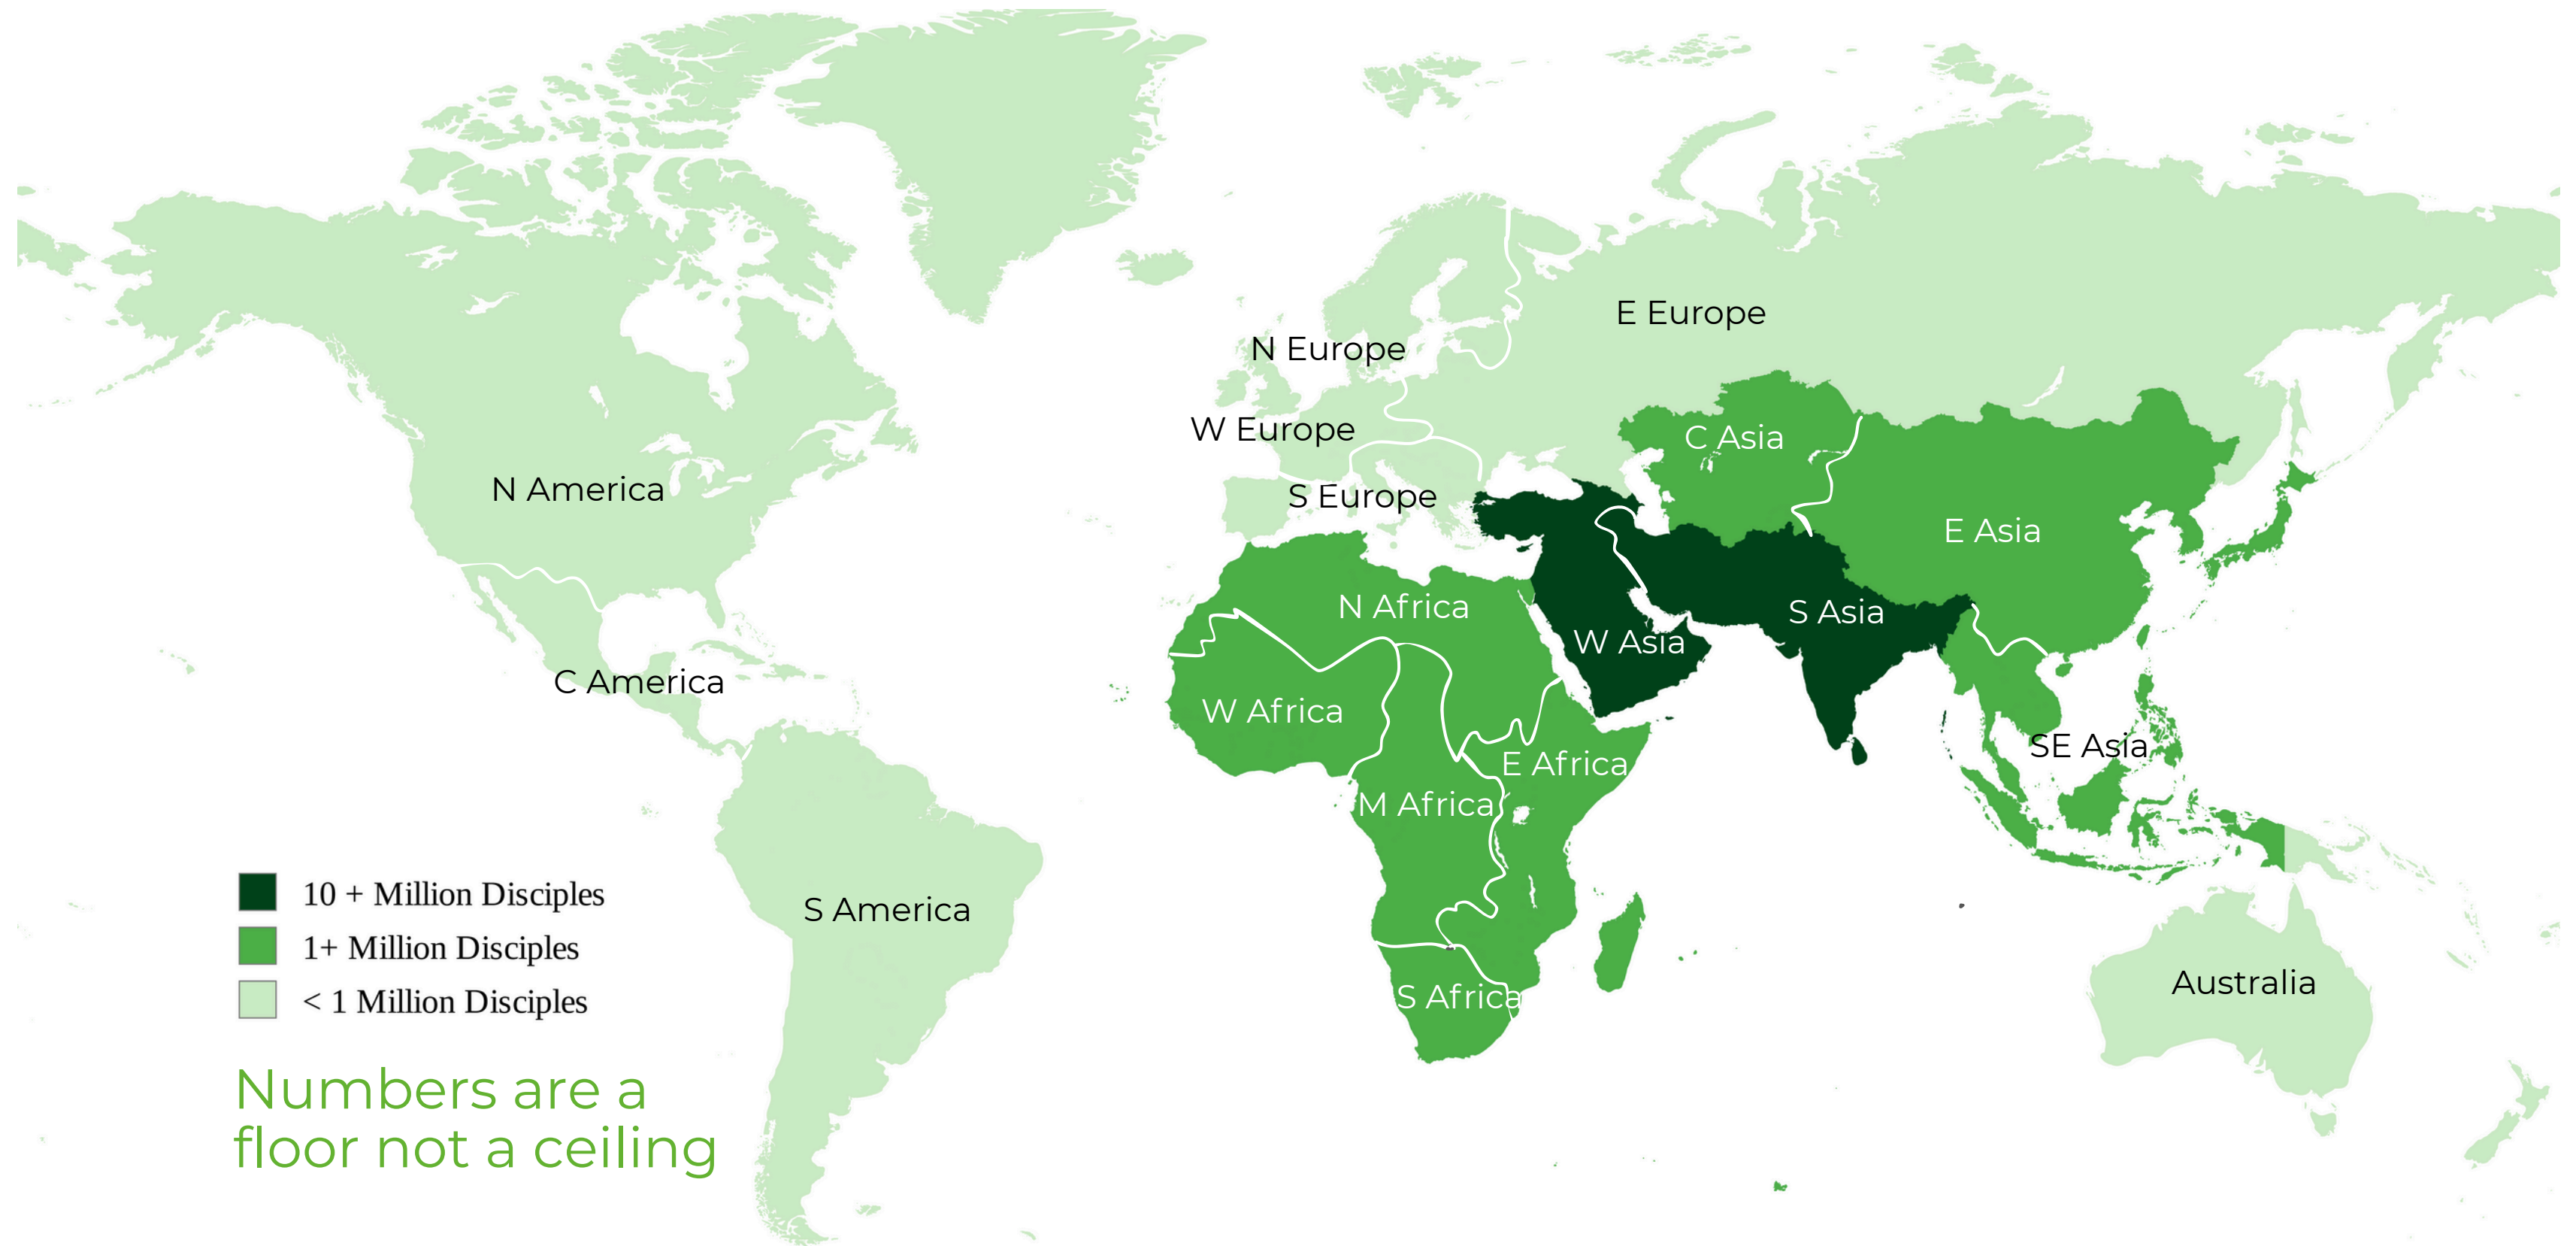 E Europe
N Europe
W Europe
C Asia
N America
S Europe
E Asia
N Africa
S Asia
W Asia
C America
W Africa
SE Asia
E Africa
M Africa
10 + Million Disciples
S America
1+ Million Disciples
Australia
S Africa
< 1 Million Disciples
Numbers are a
floor not a ceiling